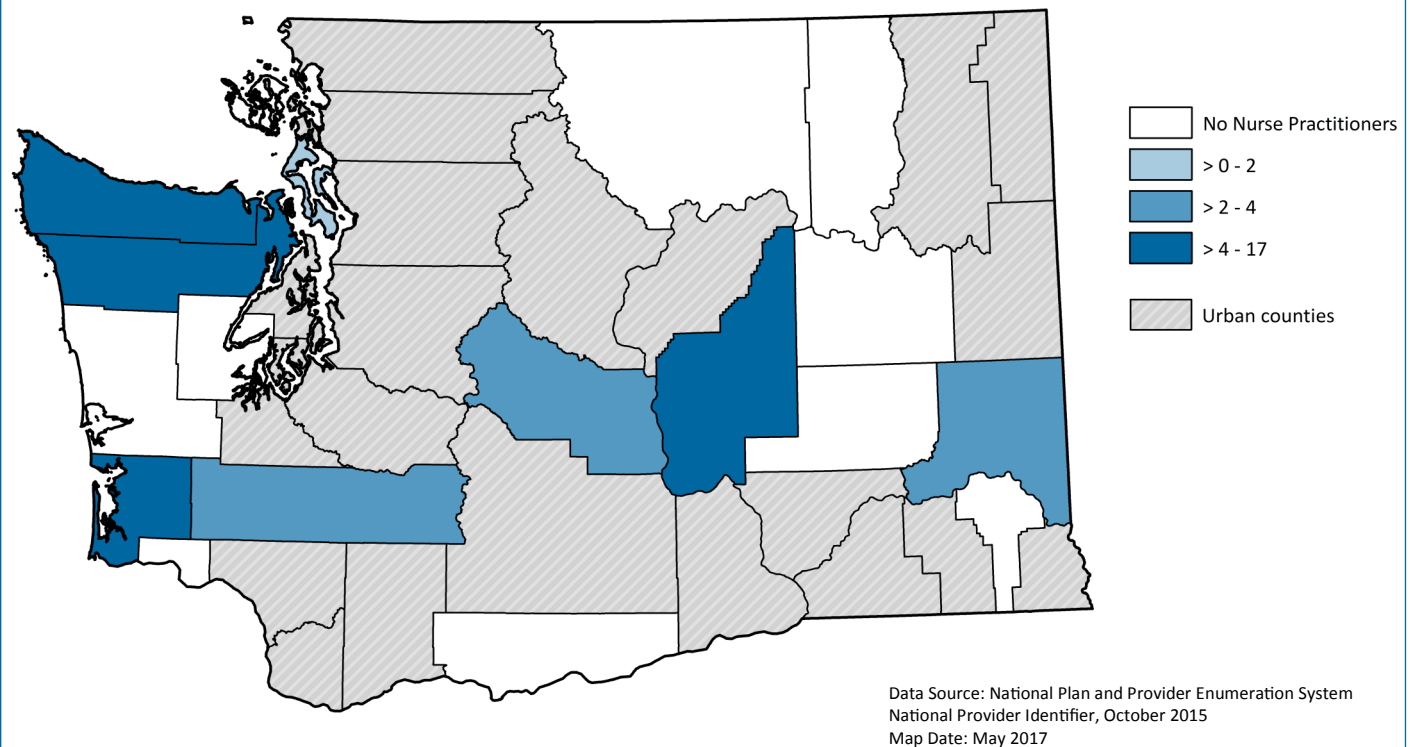 No Nurse Practitioners
> 0 - 2
> 2 - 4
> 4 - 17
Urban counties
Data Source: National Plan and Provider Enumeration System
National Provider Identifier, October 2015
Map Date: May 2017